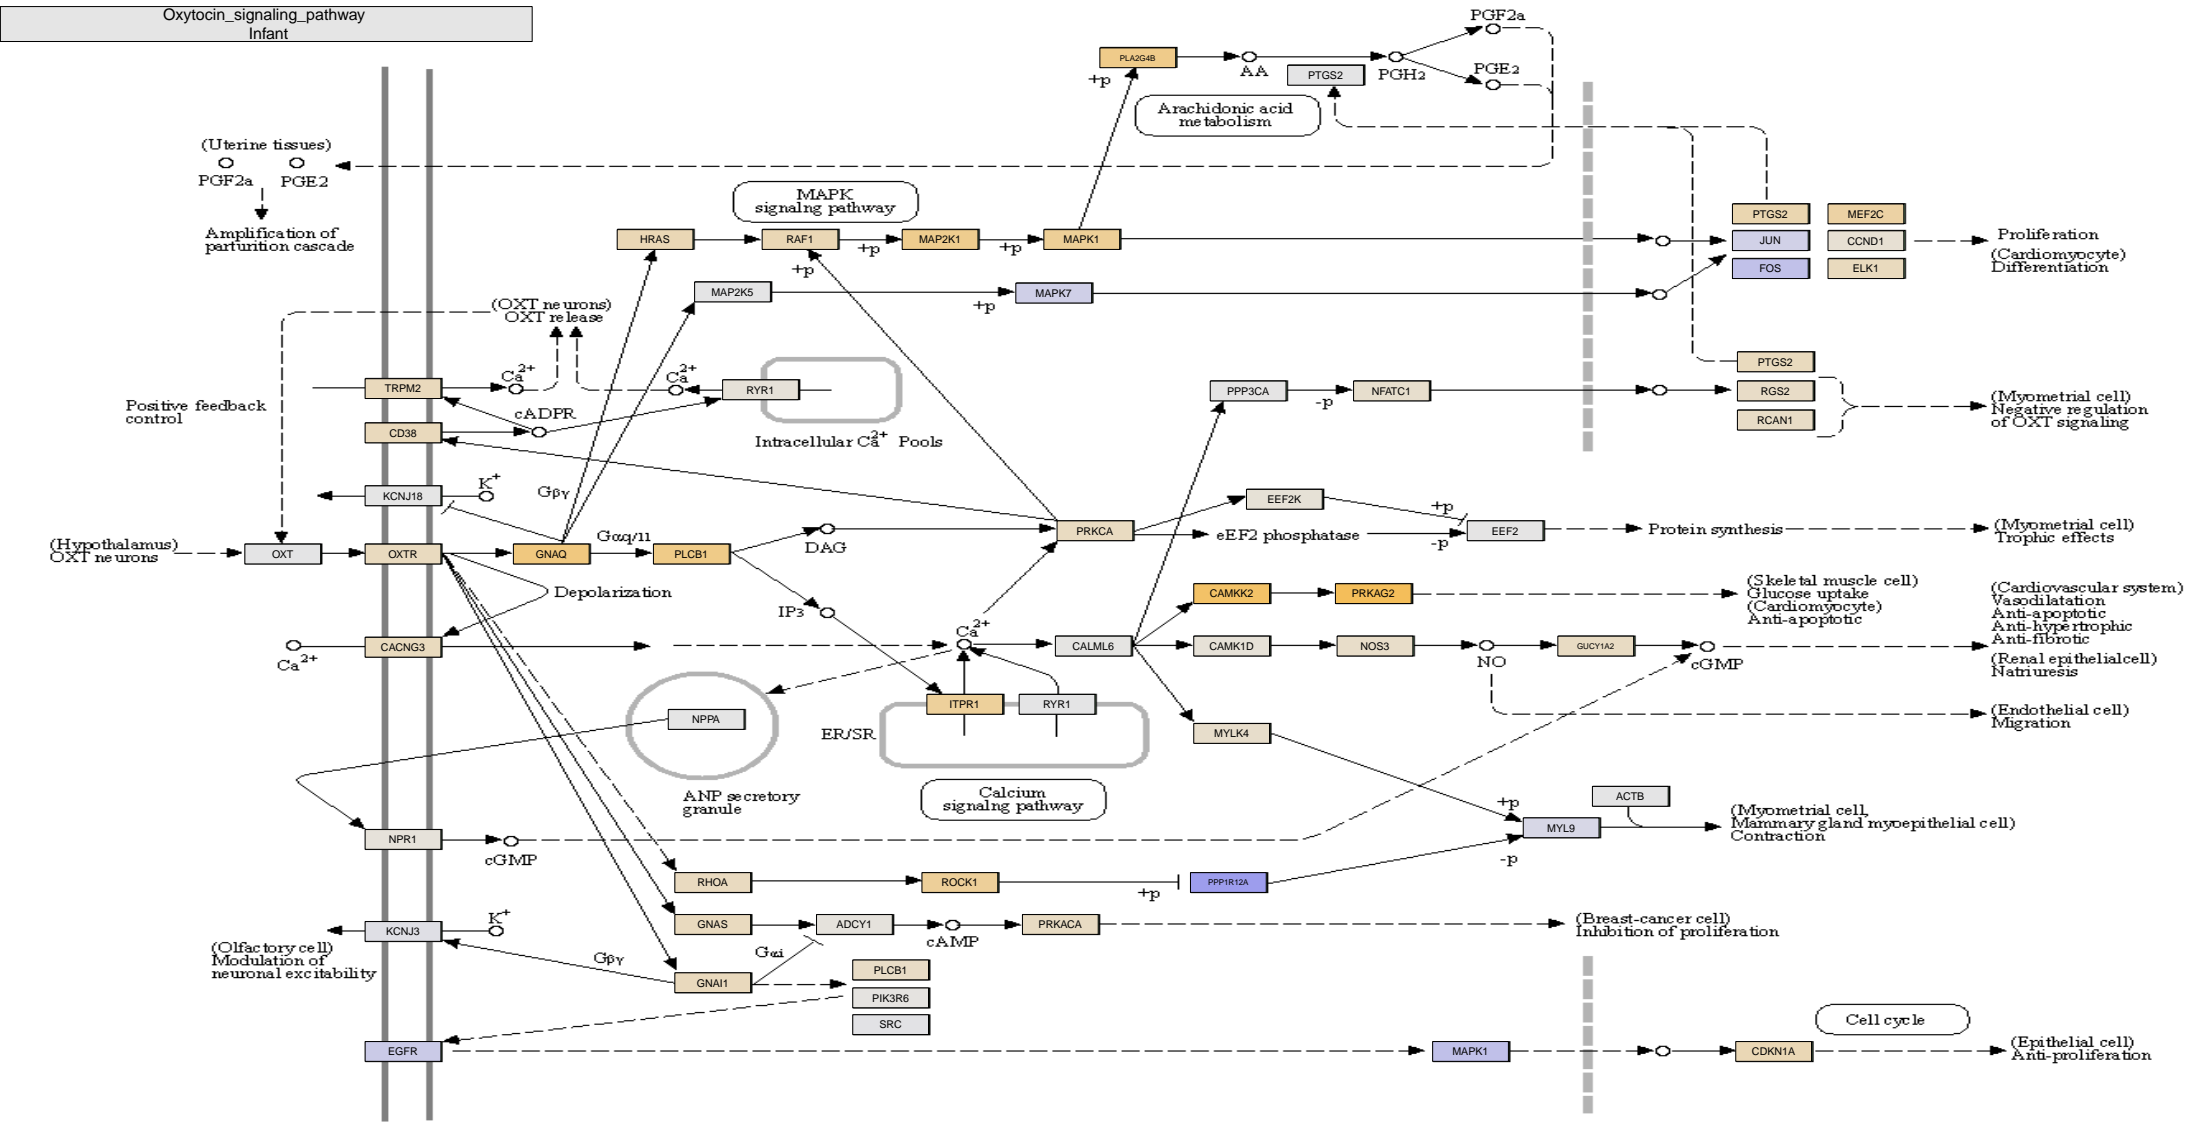 Oxytocin_signaling_pathway
Infant
PGF2a
PLA2G4B
+p
AA
PTGS2
PGH2
PGE2
Arachidonic acid
metabolism
(Uterine tissues)
PGF2a
PGE2
Amplification of
parturition cascade
MAPK
signalng pathway
HRAS
RAF1
+p
MAP2K1
+p
MAPK1
+p
MAP2K5
+p
MAPK7
PTGS2
MEF2C
JUN
CCND1
FOS
ELK1
Proliferation
(Cardiomyocyte)
Differentiation
(OXT neurons)
OXT release
Positive feedback
control
TRPM2
Ca2+
Ca2+
RYR1
cADPR
CD38
Intracellular Ca2+ Pools
PPP3CA
-p
NFATC1
PTGS2
RGS2
RCAN1
(Myometrial cell)
Negative regulation
of OXT signaling
KCNJ18
K+
Gβγ
EEF2K
+p
(Hypothalamus)
OXT neurons
OXT
OXTR
GNAQ
Gαq/11
PLCB1
DAG
PRKCA
eEF2 phosphatase
-p
EEF2
Protein synthesis
(Myometrial cell)
Trophic effects
Depolarization
IP3
CAMKK2
PRKAG2
(Skeletal muscle cell)
Glucose uptake
(Cardiomyocyte)
Anti-apoptotic
(Cardiovascular system)
Vasodilatation
Anti-apoptotic
Anti-hypertrophic
Anti-fibrotic
(Renal epithelialcell)
Natriuresis
Ca2+
CACNG3
Ca2+
CALML6
CAMK1D
NOS3
NO
GUCY1A2
cGMP
NPPA
ITPR1
RYR1
ER/SR
MYLK4
(Endothelial cell)
Migration
ANP secretory
granule
Calcium
signalng pathway
NPR1
cGMP
+p
ACTB
MYL9
-p
(Myometrial cell,
Mammary gland myoepithelial cell)
Contraction
RHOA
ROCK1
+p
PPP1R12A
KCNJ3
K+
GNAS
ADCY1
cAMP
PRKACA
(Breast-cancer cell)
Inhibition of proliferation
(Olfactory cell)
Modulation of
neuronal excitability
Gβγ
Gαi
GNAI1
PLCB1
PIK3R6
SRC
EGFR
MAPK1
Cell cycle
CDKN1A
(Epithelial cell)
Anti-proliferation